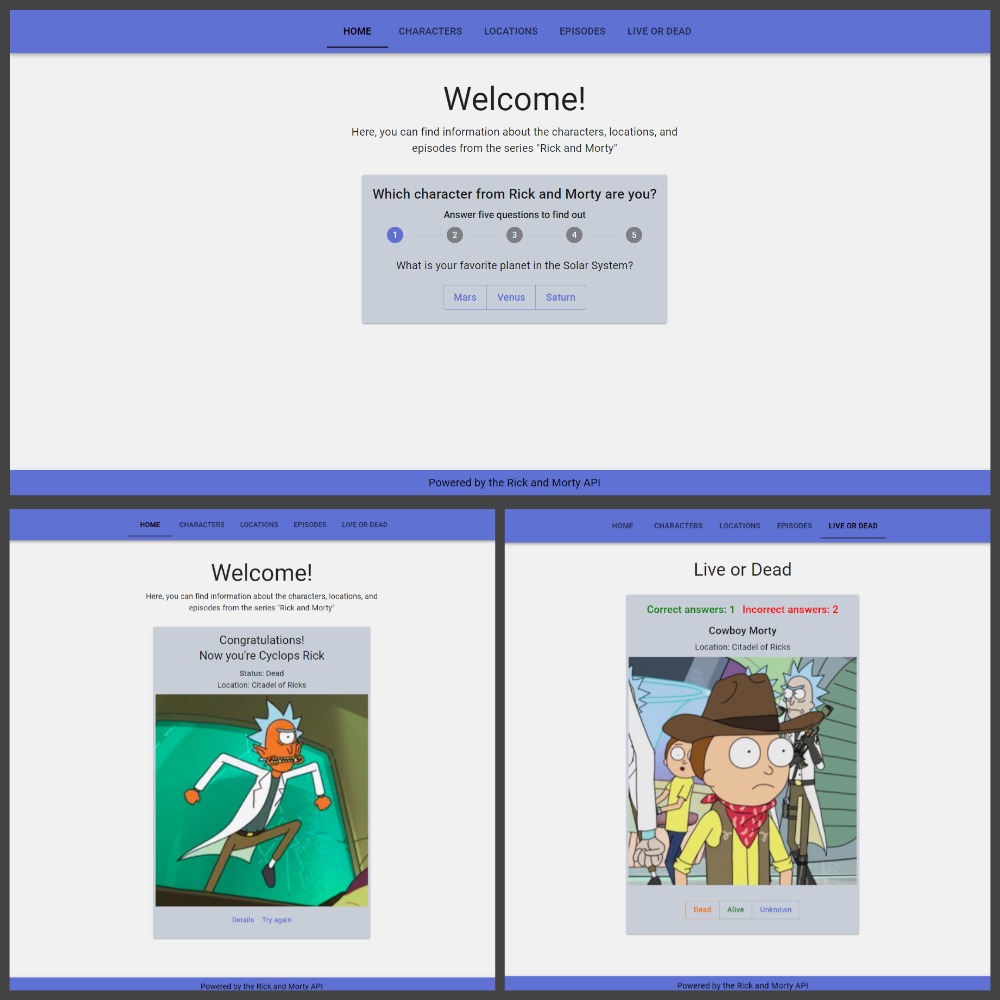 HOME CHARACTERS LOCATIONS EPISODES LIVE OR DEAD
Welcome!
Here, you can find information about the characters, locations, and
episodes from the series "Rick and Morty"
Which character from Rick and Morty are you?
Answer five questions to find out
1 2 3 4 5
What is your favorite planet in the Solar System?
Mars Venus Saturn
Powered by the Rick and Morty API
HOME CHARACTERS LOCATIONS EPISODES LIVE OR DEAD
Welcome!
Here, you can find information about the characters, locations, and
episodes from the series "Rick and Morty"
Congratulations!
Now you're Cyclops Rick
Status: Dead
Location: Citadel of Ricks
Details Try again
Powered by the Rick and Morty API
HOME CHARACTERS LOCATIONS EPISODES LIVE OR DEAD
Live or Dead
Correct answers: 1 Incorrect answers: 2
Cowboy Morty
Location: Citadel of Ricks
Dead Alive Unknown
Powered by the Rick and Morty API